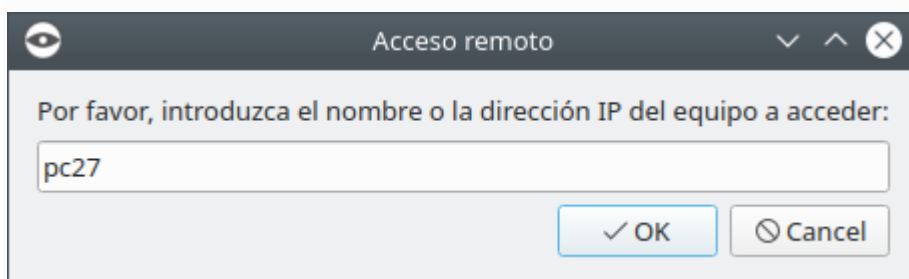 Acceso remoto
Por favor, introduzca el nombre o la dirección IP del equipo a acceder:
pc27
OK
Cancel